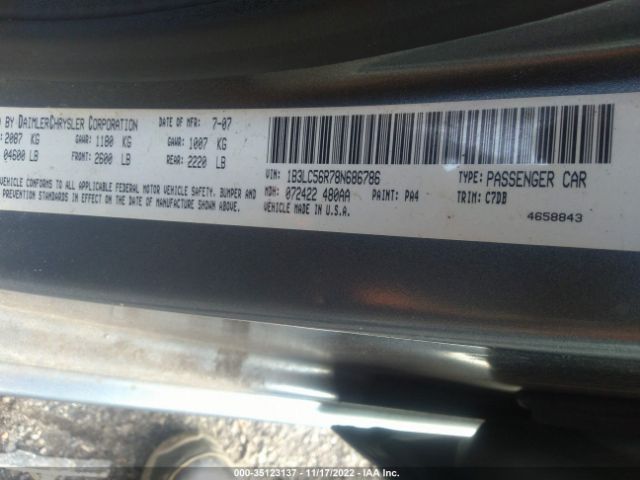 D BY DAIMLERCHRYSLER CORPORATION DATE OF MFR: 7-07
: 2087 KG GAWR: 1180 KG GAWR: 1007 KG
04600 LB FRONT: 2600 LB REAR: 2220 LB
VEHICLE CONFORMS TO ALL APPLICABLE FEDERAL MOTOR VEHICLE SAFETY, BUMPER AND
PREVENTION STANDARDS IN EFFECT ON THE DATE OF MANUFACTURE SHOWN ABOVE.
VIN: 1B3LC56R78N686786 TYPE: PASSENGER CAR
MDH: 072422 480AA PAINT: PA4 TRIM: C7DB
VEHICLE MADE IN U.S.A. 4658843
000-35123137 - 11/17/2022 - IAA Inc.